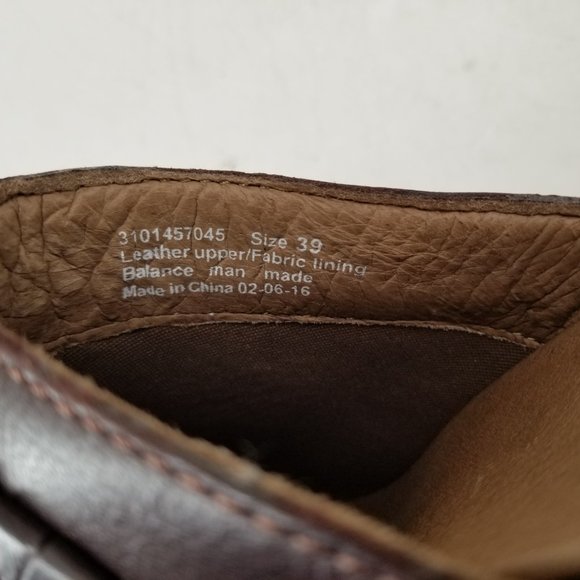 3101457045 Size 39
Leather upper/Fabric lining
Balance man made
Made in China 02-06-16